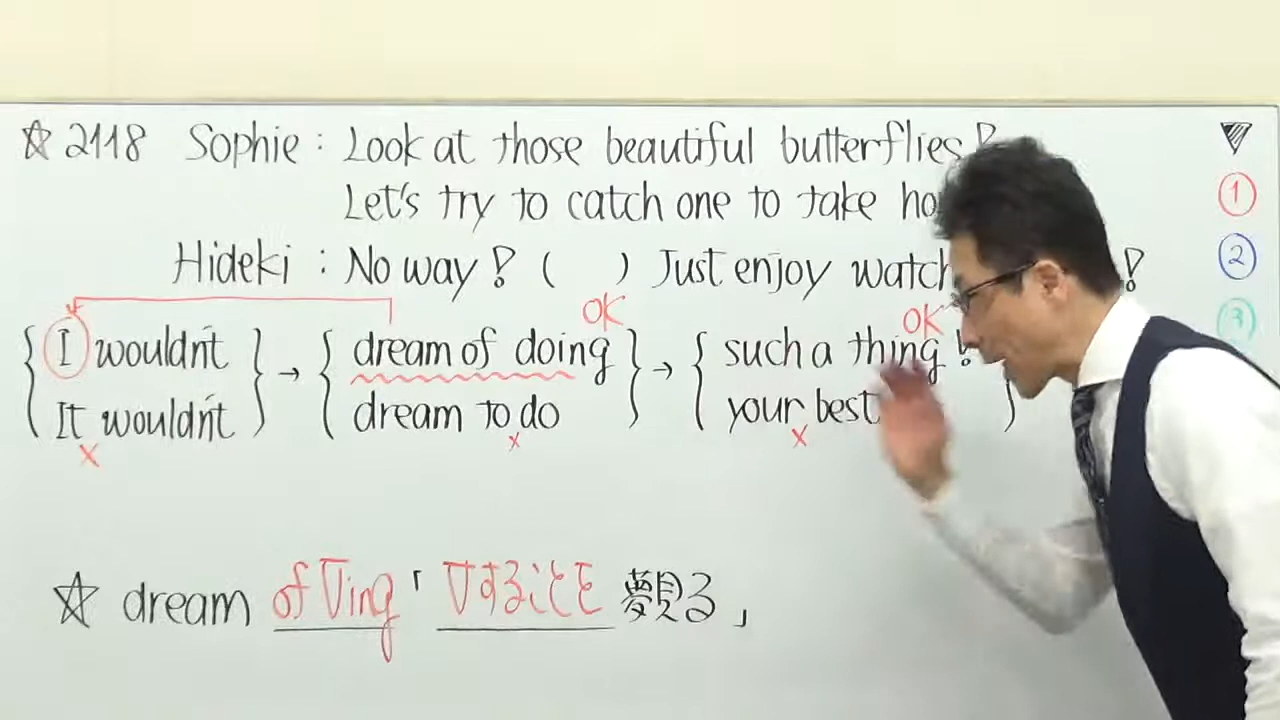 ☆ 2118 Sophie : Look at those beautiful butterflies!
Let's try to catch one to take
Hideki : No way! ( ) Just enjoy !
OK OK
{ I wouldn't } → { dream of doing } → { such a thing!
{ It wouldn't } { dream to do } { your best )
× × ×
☆ dream of Ving 「Vすることを夢見る」
▽
①
②
③